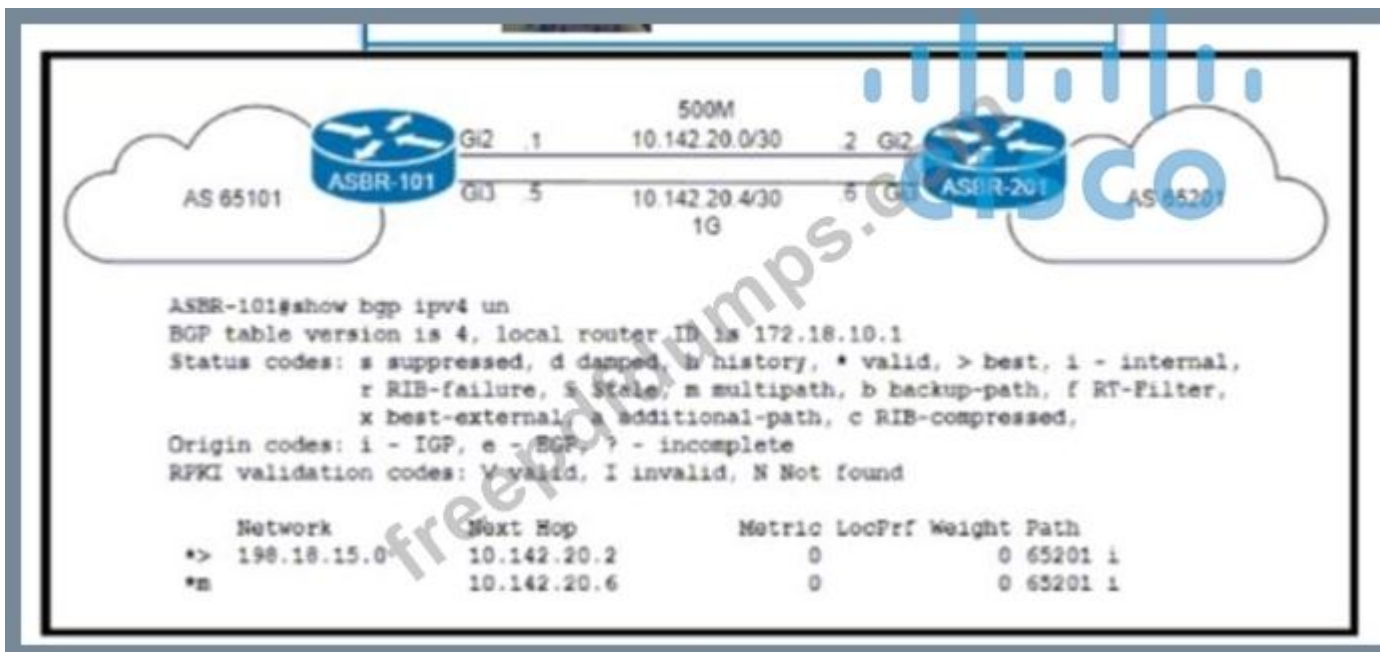 500M
Gi2 .1 10.142.20.0/30 .2 Gi2
AS 65101 ASBR-101 ASBR-201 AS 65201
Gi3 .5 10.142.20.4/30 .6
1G
cisco
freepdfdumps.com
ASBR-101#show bgp ipv4 un
BGP table version is 4, local router ID is 172.18.10.1
Status codes: s suppressed, d damped, h history, * valid, > best, i - internal,
r RIB-failure, S Stale, m multipath, b backup-path, f RT-Filter,
x best-external, a additional-path, c RIB-compressed,
Origin codes: i - IGP, e - EGP, ? - incomplete
RPKI validation codes: V valid, I invalid, N Not found
Network Next Hop Metric LocPrf Weight Path
*> 198.18.15.0 10.142.20.2 0 0 65201 i
*m 10.142.20.6 0 0 65201 i